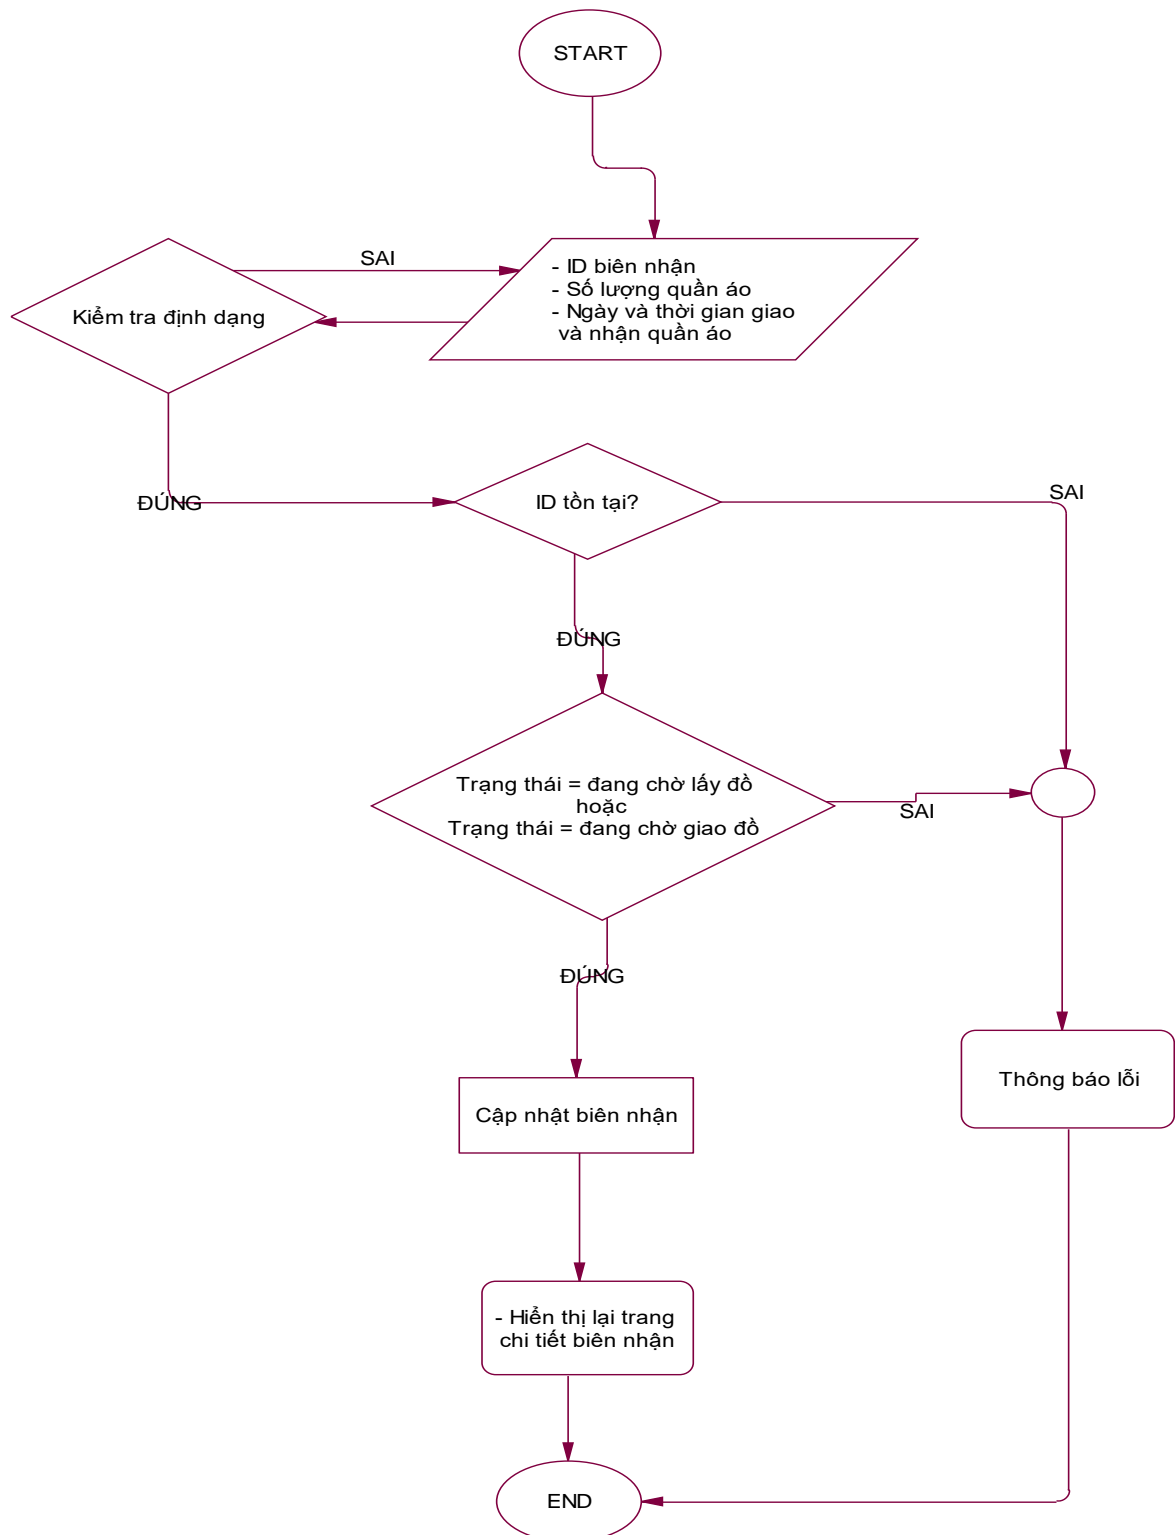 START
SAI
- ID biên nhận
- Số lượng quần áo
- Ngày và thời gian giao
và nhận quần áo
Kiểm tra định dạng
ĐÚNG
ID tồn tại?
SAI
ĐÚNG
Trạng thái = đang chờ lấy đồ
hoặc
Trạng thái = đang chờ giao đồ
SAI
ĐÚNG
Cập nhật biên nhận
Thông báo lỗi
- Hiển thị lại trang
chi tiết biên nhận
END